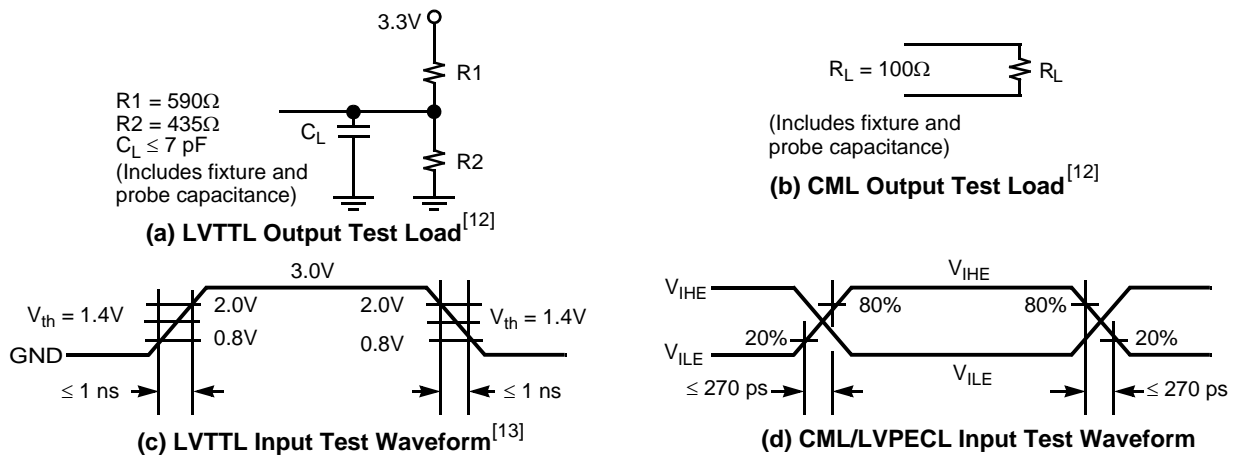 3.3V
R1
R1 = 590Ω
R2 = 435Ω
C_L ≤ 7 pF
(Includes fixture and
probe capacitance)
C_L
R2
(a) LVTTL Output Test Load[12]
R_L = 100Ω
R_L
(Includes fixture and
probe capacitance)
(b) CML Output Test Load[12]
3.0V
2.0V
2.0V
V_th = 1.4V
V_th = 1.4V
0.8V
0.8V
GND
≤ 1 ns
≤ 1 ns
(c) LVTTL Input Test Waveform[13]
V_IHE
V_IHE
80%
80%
20%
20%
V_ILE
V_ILE
≤ 270 ps
≤ 270 ps
(d) CML/LVPECL Input Test Waveform